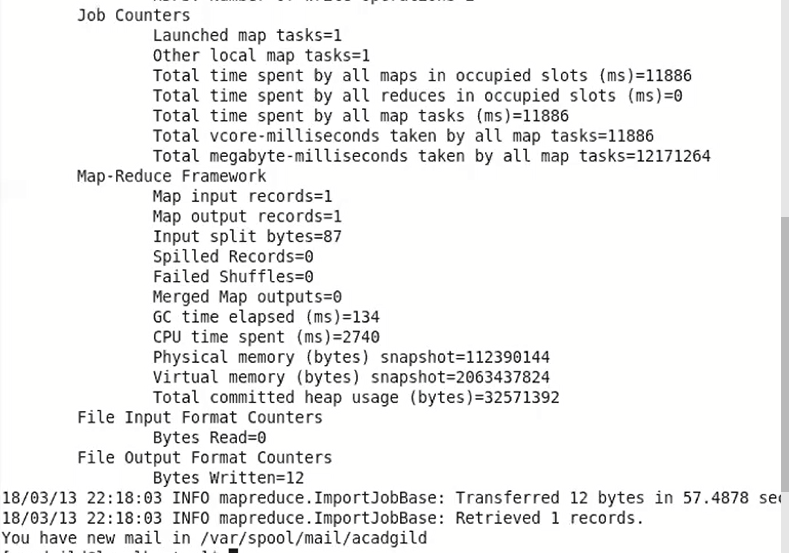 Job Counters
Launched map tasks=1
Other local map tasks=1
Total time spent by all maps in occupied slots (ms)=11886
Total time spent by all reduces in occupied slots (ms)=0
Total time spent by all map tasks (ms)=11886
Total vcore-milliseconds taken by all map tasks=11886
Total megabyte-milliseconds taken by all map tasks=12171264
Map-Reduce Framework
Map input records=1
Map output records=1
Input split bytes=87
Spilled Records=0
Failed Shuffles=0
Merged Map outputs=0
GC time elapsed (ms)=134
CPU time spent (ms)=2740
Physical memory (bytes) snapshot=112390144
Virtual memory (bytes) snapshot=2063437824
Total committed heap usage (bytes)=32571392
File Input Format Counters
Bytes Read=0
File Output Format Counters
Bytes Written=12
18/03/13 22:18:03 INFO mapreduce.ImportJobBase: Transferred 12 bytes in 57.4878 sec
18/03/13 22:18:03 INFO mapreduce.ImportJobBase: Retrieved 1 records.
You have new mail in /var/spool/mail/acadgild